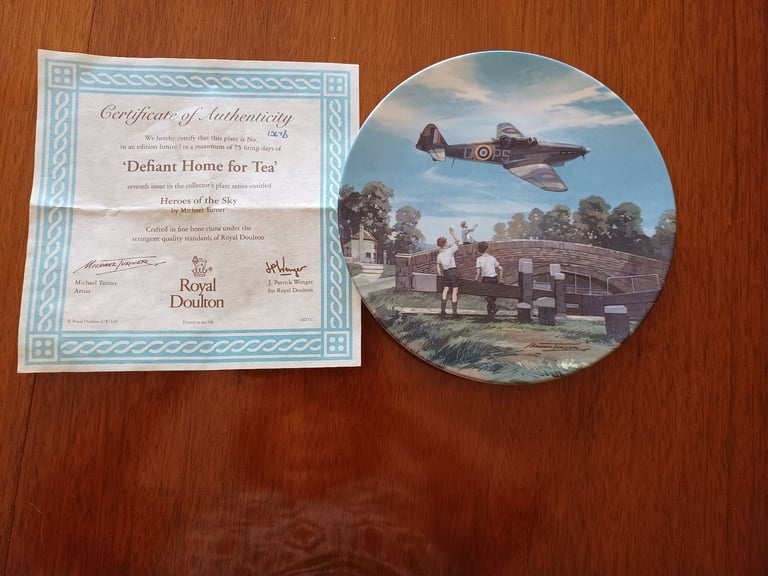 Certificate of Authenticity
We hereby certify that this plate is No.
in an edition limited to a maximum of 75 firing days of
'Defiant Home for Tea'
seventh issue in the collector's plate series entitled
Heroes of the Sky
by Michael Turner
Crafted in fine bone china under the
stringent quality standards of Royal Doulton
MICHAEL TURNER
Michael Turner
Artist
Royal
Doulton
J. Patrick Wenger
for Royal Doulton
Printed in the UK
PS